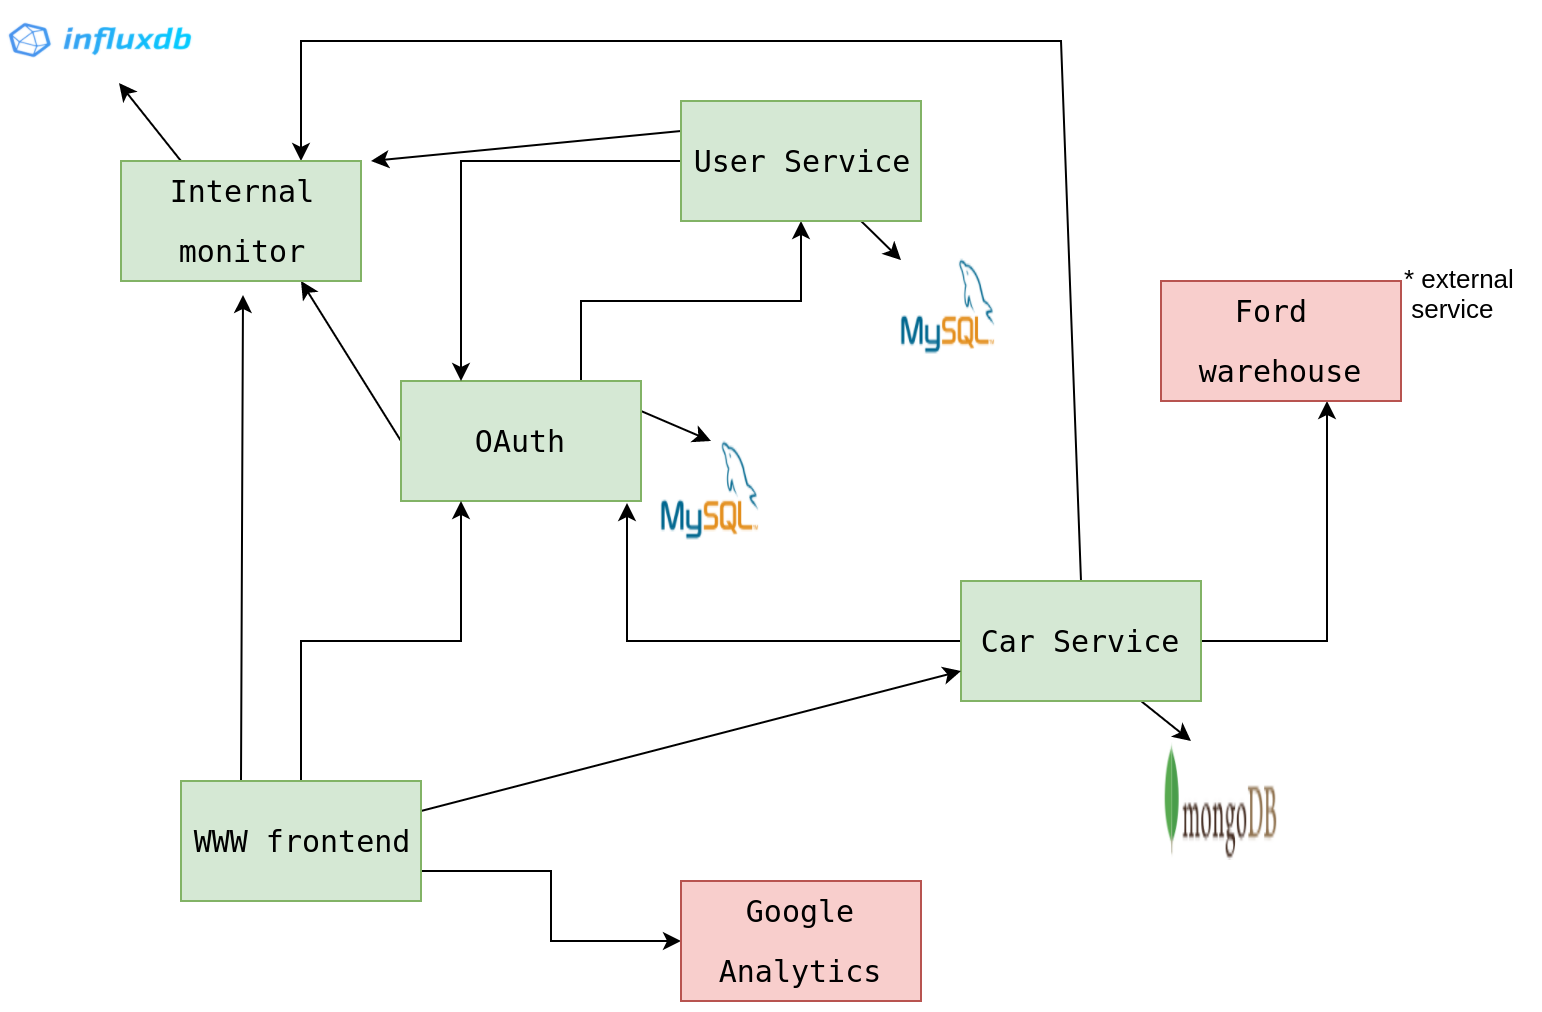 influxdb
User Service
Internal
monitor
* external
service
Ford
warehouse
MySQL
OAuth
MySQL
Car Service
mongoDB
WWW frontend
Google
Analytics